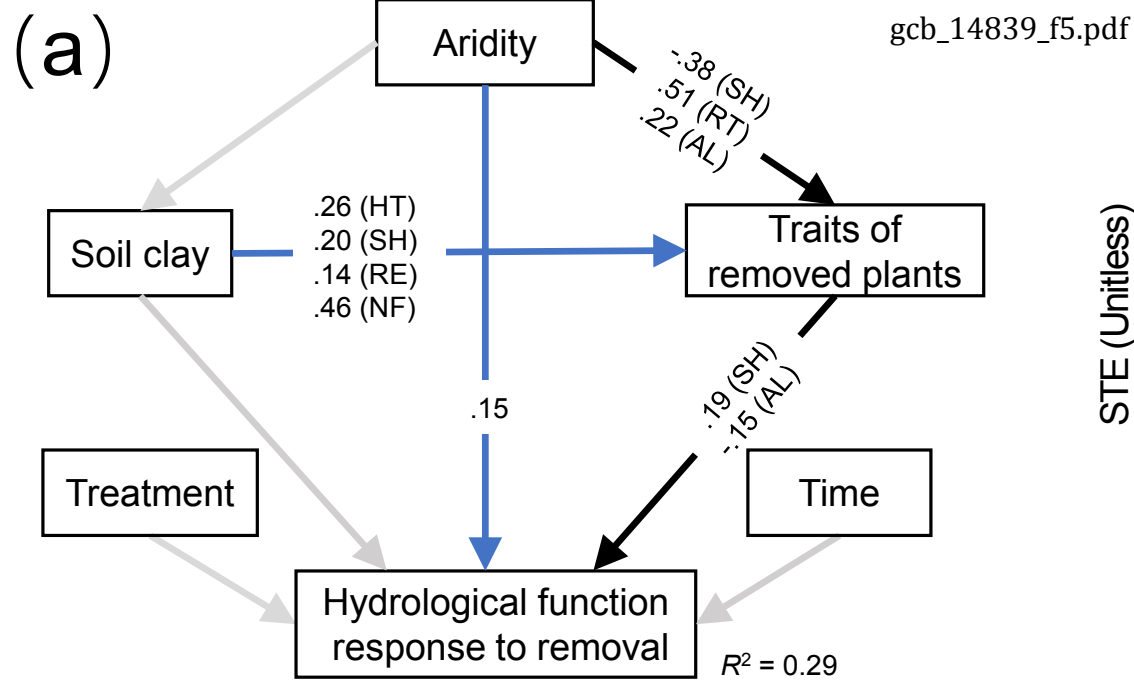 (a)
Aridity
gcb_14839_f5.pdf
-.38 (SH)
.51 (RT)
.22 (AL)
Soil clay
.26 (HT)
.20 (SH)
.14 (RE)
.46 (NF)
Traits of
removed plants
STE (Unitless)
.15
.19 (SH)
-.15 (AL)
Treatment
Time
Hydrological function
response to removal
R² = 0.29